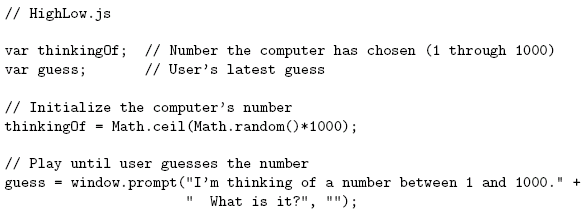 // HighLow.js
var thinkingOf;  // Number the computer has chosen (1 through 1000)
var guess;       // User's latest guess
// Initialize the computer's number
thinkingOf = Math.ceil(Math.random()*1000);
// Play until user guesses the number
guess = window.prompt("I'm thinking of a number between 1 and 1000." +
                      "  What is it?", "");